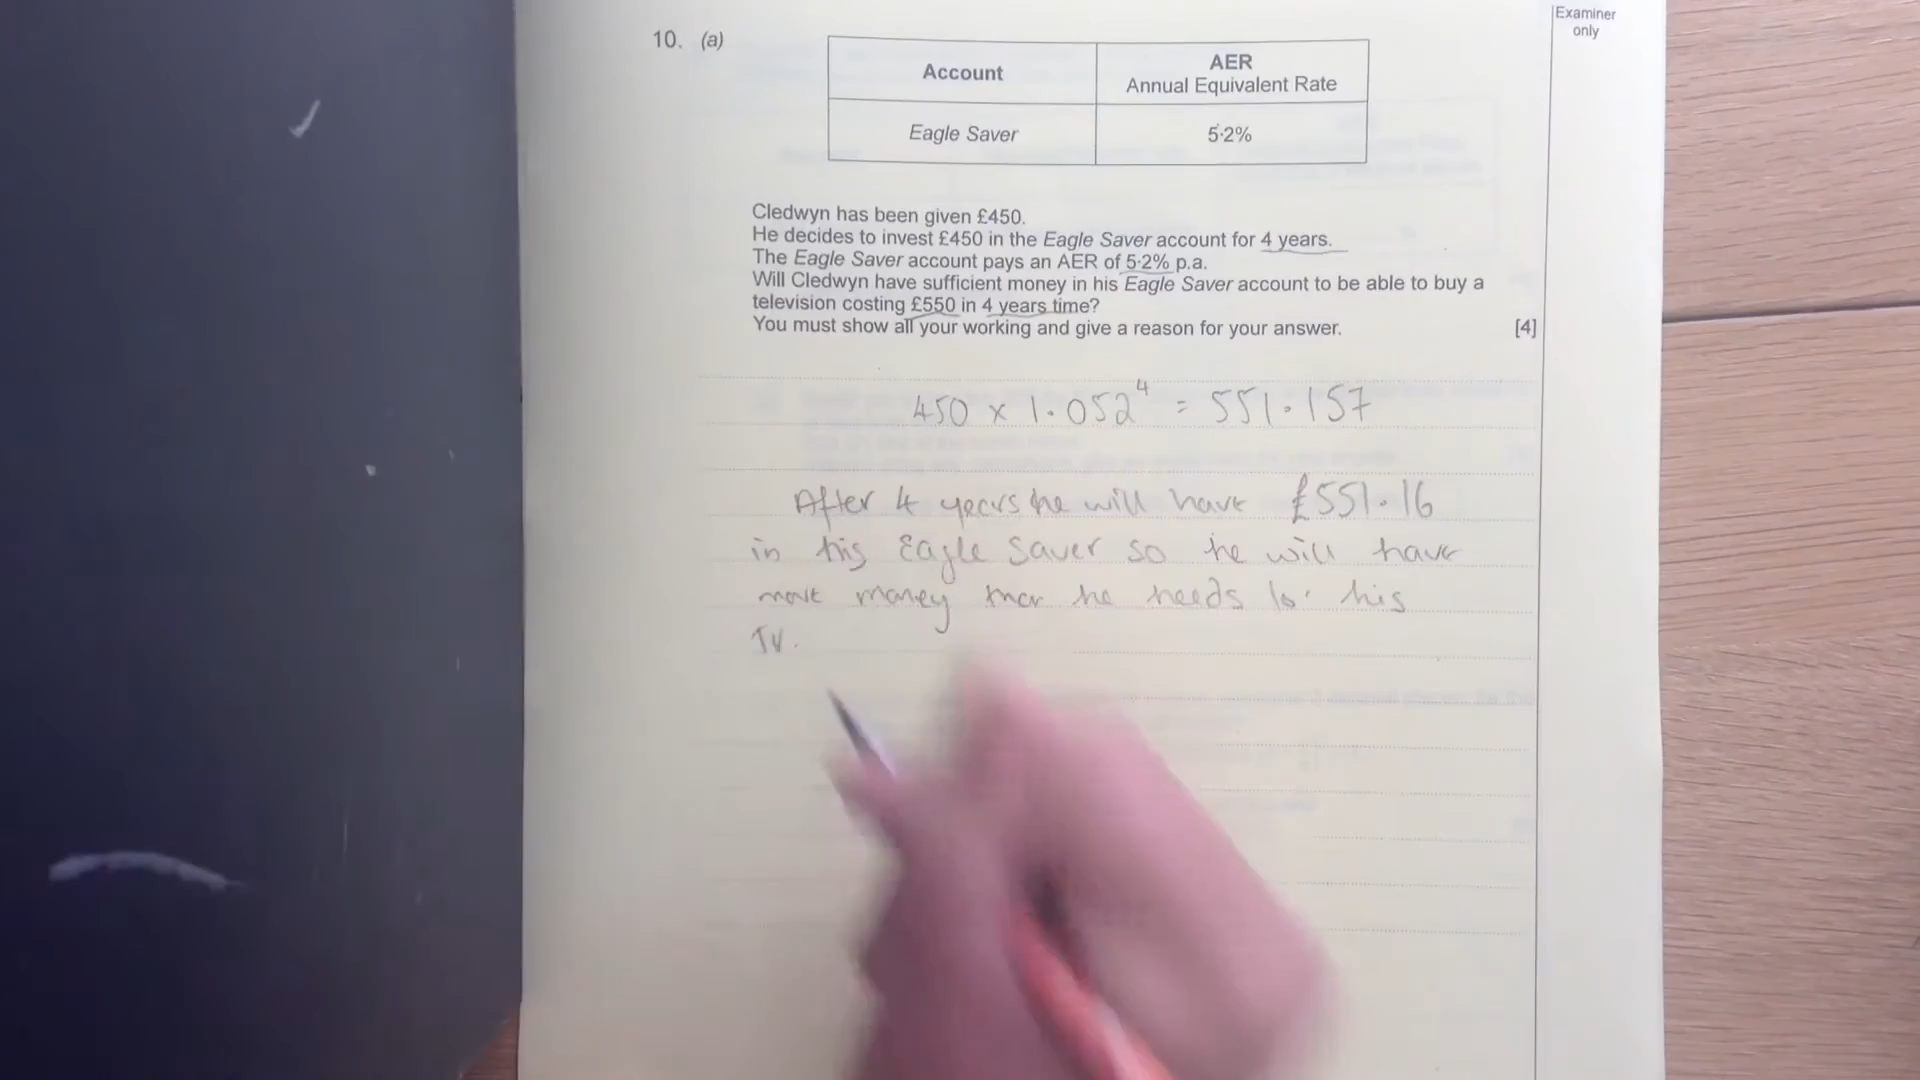 Examiner
only
10. (a)
Account
AER
Annual Equivalent Rate
Eagle Saver
5·2%
Cledwyn has been given £450.
He decides to invest £450 in the Eagle Saver account for 4 years.
The Eagle Saver account pays an AER of 5·2% p.a.
Will Cledwyn have sufficient money in his Eagle Saver account to be able to buy a
television costing £550 in 4 years time?
You must show all your working and give a reason for your answer. [4]
450 × 1.052⁴ = 551.157
After 4 years he will have £551.16
in his Eagle Saver so he will have
more money than he needs for his
TV.